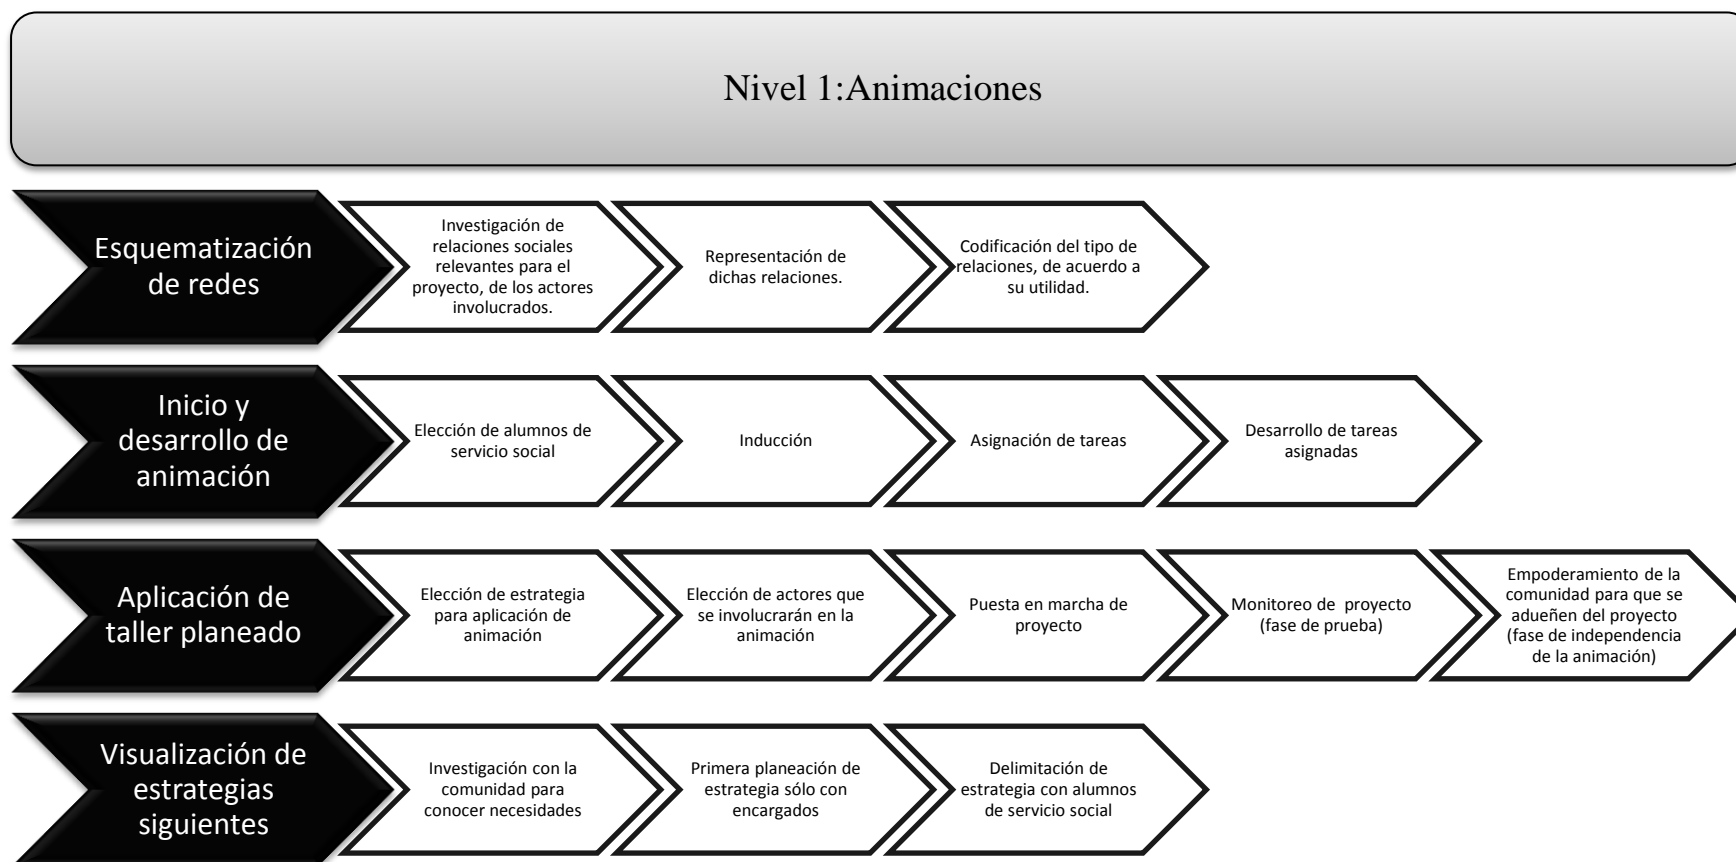 Nivel 1:Animaciones
Esquematización
de redes
Investigación de
relaciones sociales
relevantes para el
proyecto, de los actores
involucrados.
Representación de
dichas relaciones.
Codificación del tipo de
relaciones, de acuerdo a
su utilidad.
Inicio y
desarrollo de
animación
Elección de alumnos de
servicio social
Inducción
Asignación de tareas
Desarrollo de tareas
asignadas
Aplicación de
taller planeado
Elección de estrategia
para aplicación de
animación
Elección de actores que
se involucrarán en la
animación
Puesta en marcha de
proyecto
Monitoreo de  proyecto
(fase de prueba)
Empoderamiento de la
comunidad para que se
adueñen del proyecto
(fase de independencia
de la animación)
Visualización de
estrategias
siguientes
Investigación con la
comunidad para
conocer necesidades
Primera planeación de
estrategia sólo con
encargados
Delimitación de
estrategia con alumnos
de servicio social